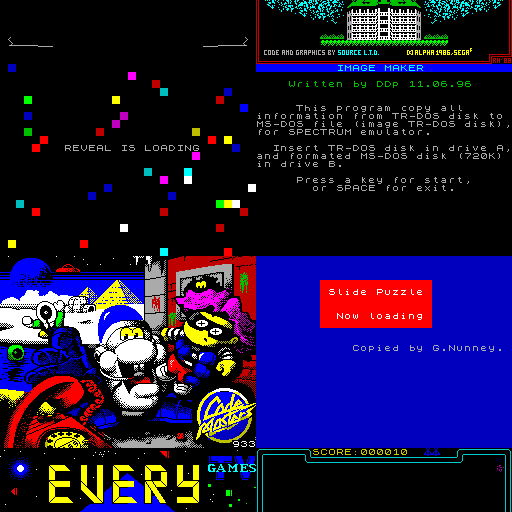 REVEAL IS LOADING
CODE AND GRAPHICS BY SOURCE L.T.D.
ALPHA 1986, SEGA
IMAGE MAKER
Written by DDp 11.06.96
This program copy all
information from TR-DOS disk to
MS-DOS file (image TR-DOS disk),
for SPECTRUM emulator.
Insert TR-DOS disk in drive A,
and formated MS-DOS disk (720K)
in drive B.
Press a key for start,
or SPACE for exit.
Code
Masters
933
Slide Puzzle
Now loading
Copied by G.Nunney.
EVERY
TV
GAMES
SCORE:000010